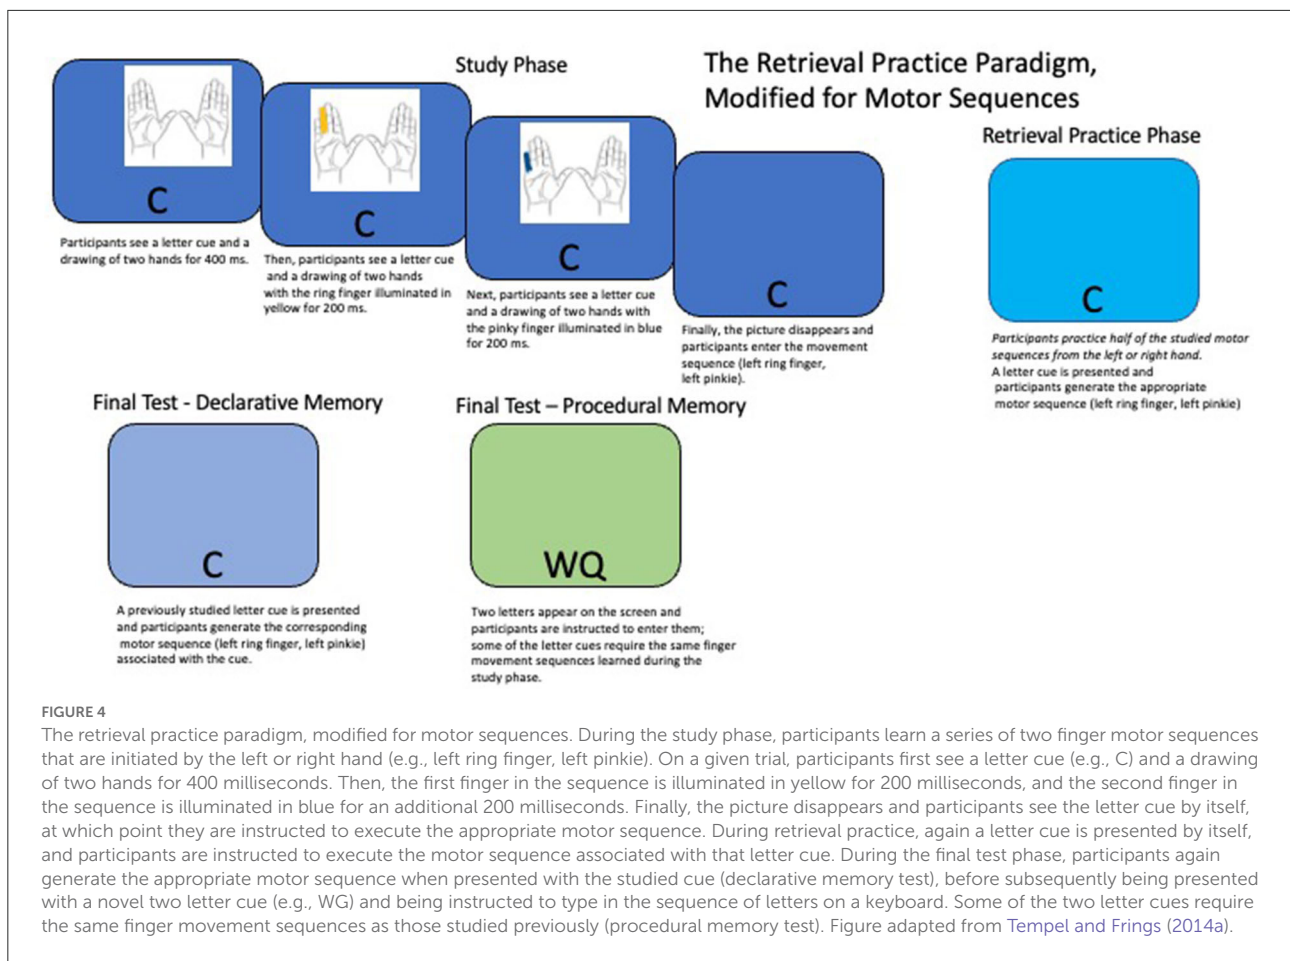 Study Phase
The Retrieval Practice Paradigm,
Modified for Motor Sequences
Retrieval Practice Phase
C
Participants see a letter cue and a
drawing of two hands for 400 ms.
C
Then, participants see a letter cue
and a drawing of two hands
with the ring finger illuminated in
yellow for 200 ms.
C
Next, participants see a letter cue
and a drawing of two hands with
the pinky finger illuminated in blue
for 200 ms.
C
Finally, the picture disappears and
participants enter the movement
sequence (left ring finger,
left pinkie).
C
Participants practice half of the studied motor
sequences from the left or right hand.
A letter cue is presented and
participants generate the appropriate
motor sequence (left ring finger, left pinkie)
Final Test - Declarative Memory
C
A previously studied letter cue is presented
and participants generate the corresponding
motor sequence (left ring finger, left pinkie)
associated with the cue.
Final Test – Procedural Memory
WQ
Two letters appear on the screen and
participants are instructed to enter them;
some of the letter cues require the same finger
movement sequences learned during the
study phase.
FIGURE 4
The retrieval practice paradigm, modified for motor sequences. During the study phase, participants learn a series of two finger motor sequences
that are initiated by the left or right hand (e.g., left ring finger, left pinkie). On a given trial, participants first see a letter cue (e.g., C) and a drawing
of two hands for 400 milliseconds. Then, the first finger in the sequence is illuminated in yellow for 200 milliseconds, and the second finger in
the sequence is illuminated in blue for an additional 200 milliseconds. Finally, the picture disappears and participants see the letter cue by itself,
at which point they are instructed to execute the appropriate motor sequence. During retrieval practice, again a letter cue is presented by itself,
and participants are instructed to execute the motor sequence associated with that letter cue. During the final test phase, participants again
generate the appropriate motor sequence when presented with the studied cue (declarative memory test), before subsequently being presented
with a novel two letter cue (e.g., WG) and being instructed to type in the sequence of letters on a keyboard. Some of the two letter cues require
the same finger movement sequences as those studied previously (procedural memory test). Figure adapted from Tempel and Frings (2014a).